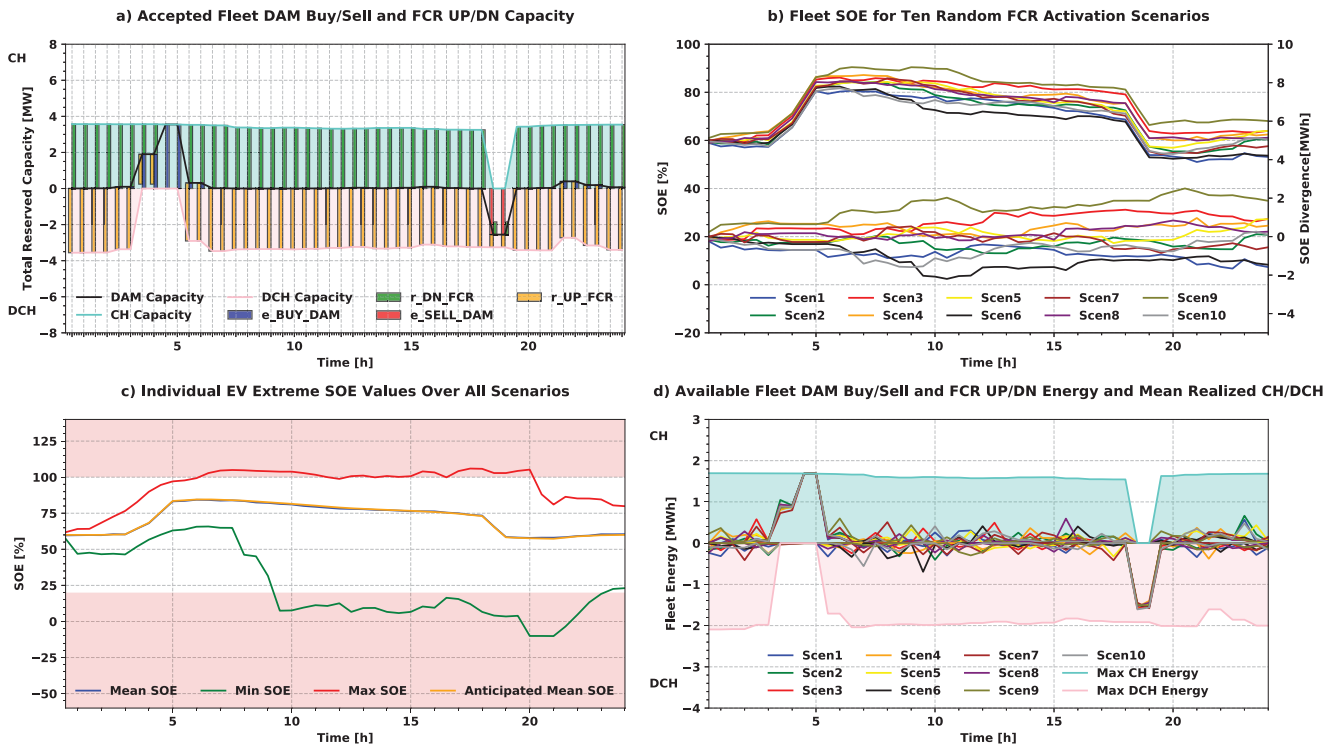 a) Accepted Fleet DAM Buy/Sell and FCR UP/DN Capacity
CH
8
6
4
2
0
−2
−4
−6
−8
DCH
Total Reserved Capacity [MW]
DAM Capacity
CH Capacity
DCH Capacity
e_BUY_DAM
r_DN_FCR
e_SELL_DAM
r_UP_FCR
5
10
15
20
Time [h]
b) Fleet SOE for Ten Random FCR Activation Scenarios
100
80
60
40
20
0
−20
SOE [%]
10
8
6
4
2
0
−2
−4
SOE Divergence[MWh]
Scen1
Scen2
Scen3
Scen4
Scen5
Scen6
Scen7
Scen8
Scen9
Scen10
5
10
15
20
Time [h]
c) Individual EV Extreme SOE Values Over All Scenarios
125
100
75
50
25
0
−25
−50
SOE [%]
Mean SOE
Min SOE
Max SOE
Anticipated Mean SOE
5
10
15
20
Time [h]
d) Available Fleet DAM Buy/Sell and FCR UP/DN Energy and Mean Realized CH/DCH
CH
3
2
1
0
−1
−2
−3
−4
DCH
Fleet Energy [MWh]
Scen1
Scen2
Scen3
Scen4
Scen5
Scen6
Scen7
Scen8
Scen9
Scen10
Max CH Energy
Max DCH Energy
5
10
15
20
Time [h]